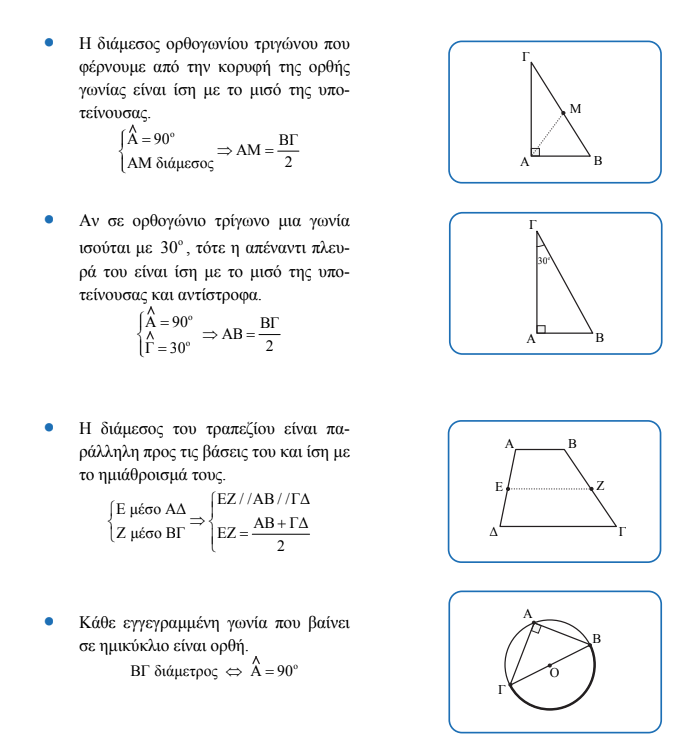 • Η διάμεσος ορθογωνίου τριγώνου που
φέρνουμε από την κορυφή της ορθής
γωνίας είναι ίση με το μισό της υπο-
τείνουσας.
{Â = 90° ⇒ ΑΜ = ΒΓ/2
{ΑΜ διάμεσος
Γ
Μ
Α
Β
• Αν σε ορθογώνιο τρίγωνο μια γωνία
ισούται με 30°, τότε η απέναντι πλευ-
ρά του είναι ίση με το μισό της υπο-
τείνουσας και αντίστροφα.
{Â = 90° ⇒ ΑΒ = ΒΓ/2
{Γ̂ = 30°
Γ
30°
Α
Β
• Η διάμεσος του τραπεζίου είναι πα-
ράλληλη προς τις βάσεις του και ίση με
το ημιάθροισμά τους.
{Ε μέσο ΑΔ ⇒ {ΕΖ//ΑΒ//ΓΔ
{Ζ μέσο ΒΓ {ΕΖ = ΑΒ + ΓΔ/2
Α Β
Ε Ζ
Δ Γ
• Κάθε εγγεγραμμένη γωνία που βαίνει
σε ημικύκλιο είναι ορθή.
ΒΓ διάμετρος ⇔ Â = 90°
Α
Β
Ο
Γ